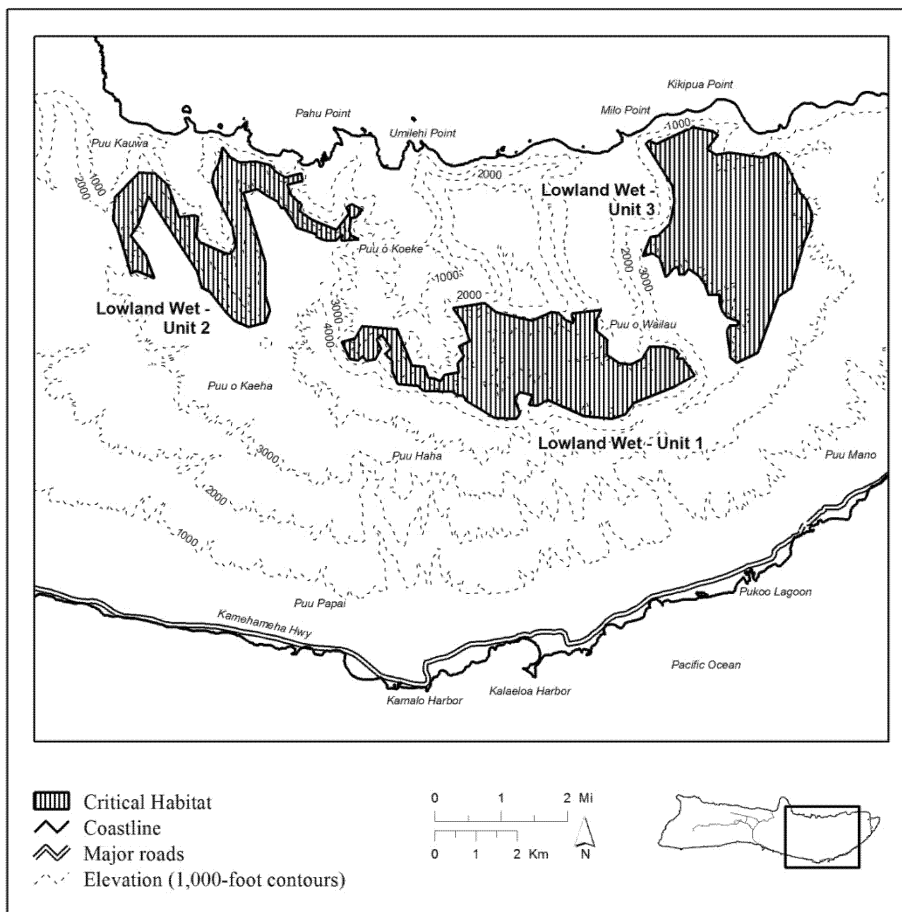 Kikipua Point
Pahu Point
Milo Point
Umilehi Point
1000
Puu Kauwa
1000
2000
2000
Lowland Wet -
Unit 3
Puu o Koeke
2000
3000
1000
2000
Lowland Wet -
Unit 2
3000
4000
Puu o Wailau
Puu o Kaeha
Lowland Wet - Unit 1
Puu Haha
Puu Mano
3000
2000
1000
Pukoo Lagoon
Puu Papai
Kamehameha Hwy
Pacific Ocean
Kamalo Harbor
Kalaeloa Harbor
Critical Habitat
Coastline
Major roads
Elevation (1,000-foot contours)
0 1 2 Mi
0 1 2 Km
N